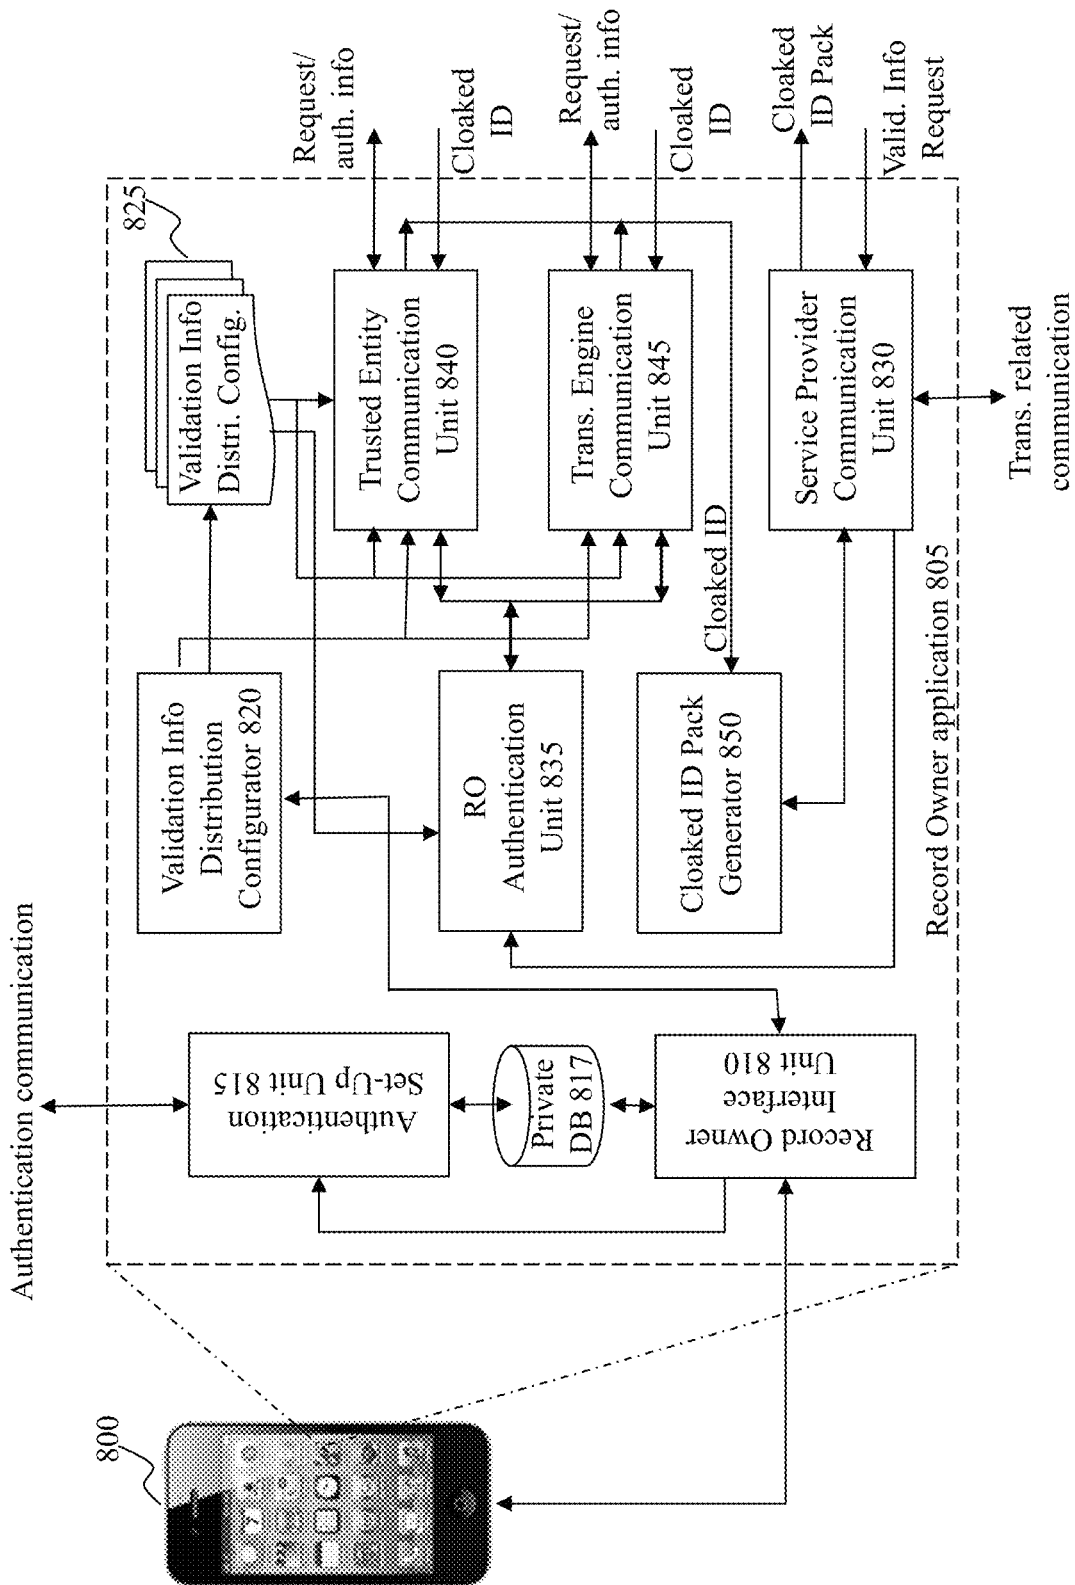 800
Authentication communication
Authentication
Set-Up Unit 815
Private
DB 817
Record Owner
Interface
Unit 810
Validation Info
Distribution
Configurator 820
RO
Authentication
Unit 835
Cloaked ID Pack
Generator 850
Cloaked ID
825
Validation Info
Distri. Config.
Trusted Entity
Communication
Unit 840
Trans. Engine
Communication
Unit 845
Service Provider
Communication
Unit 830
Request/
auth. info
Cloaked
ID
Request/
auth. info
Cloaked
ID
Cloaked
ID Pack
Valid. Info
Request
Trans. related
communication
Record Owner application 805